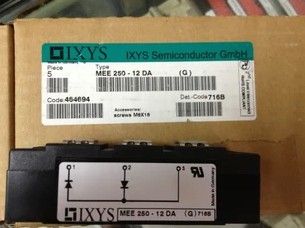 IXYS
IXYS Semiconductor GmbH
Piece
Type
5
MEE 250 - 12 DA
(G)
Code:464694
Dat.-Code:716B
Accessories:
screws M6X16
1
2
3
IXYS
MEE 250 - 12 DA
(G) 716B
Made in Germany